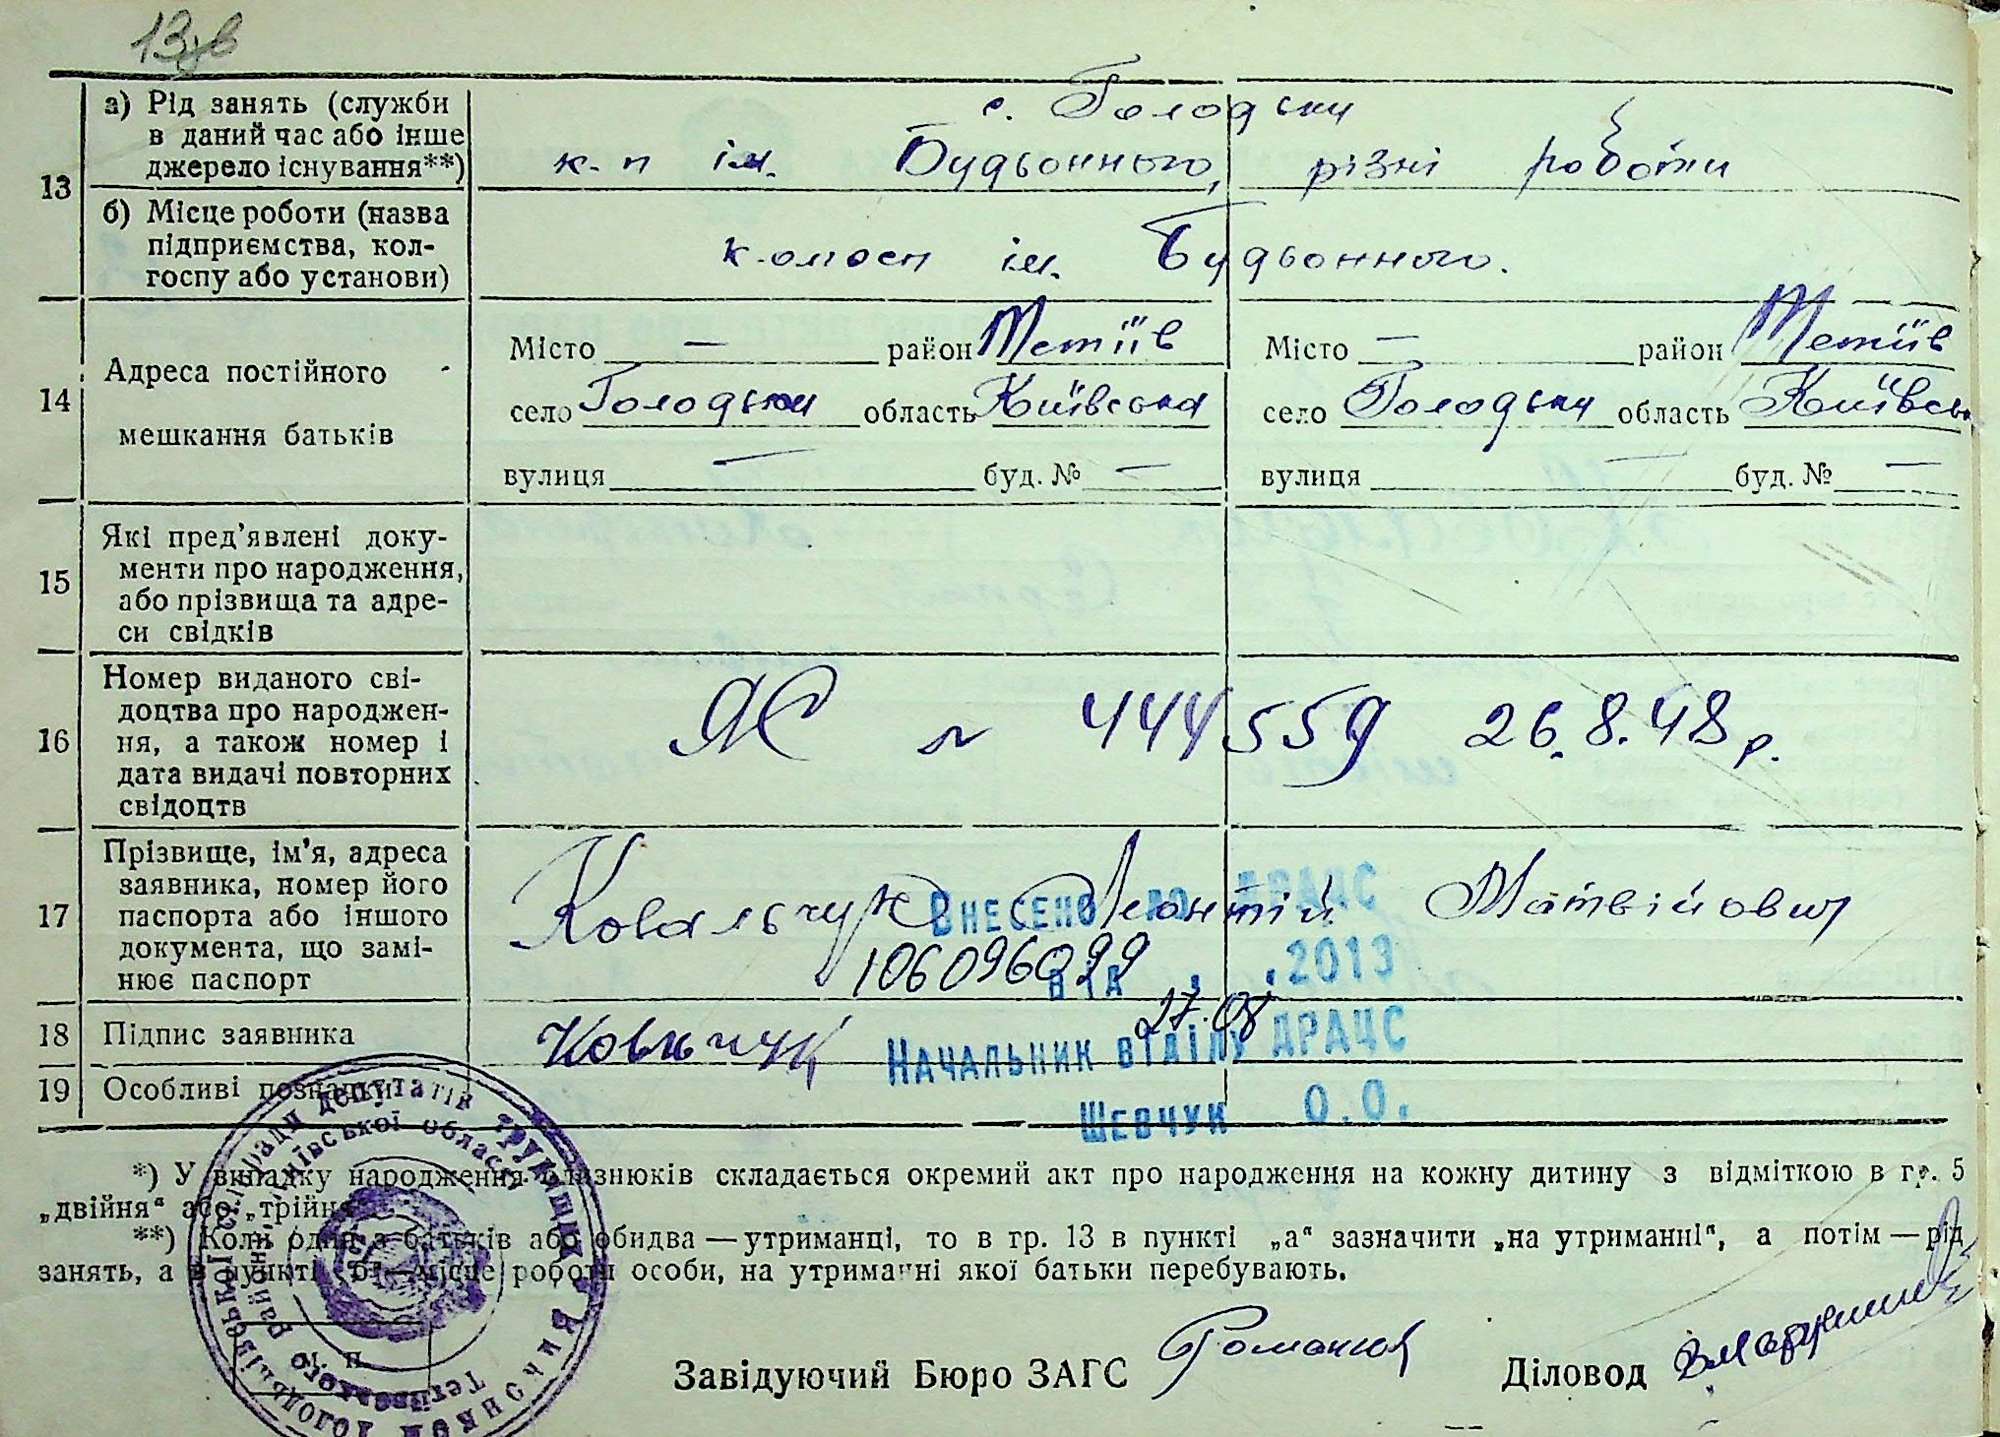 13зв
13 а) Рід занять (служби в даний час або інше джерело існування**)
с. Голодьки
к-п ім. Будьонного, різні роботи
б) Місце роботи (назва підприємства, колгоспу або установи)
колгосп ім. Будьонного.
14 Адреса постійного мешкання батьків
Місто — район Тетіїв Місто — район Тетіїв
село Голодьки область Київська село Голодьки область Київськ
вулиця — буд. № — вулиця — буд. № —
15 Які пред’явлені документи про народження, або прізвища та адреси свідків
16 Номер виданого свідоцтва про народження, а також номер і дата видачі повторних свідоцтв
ЯС № 444559 26.8.48 р.
17 Прізвище, ім’я, адреса заявника, номер його паспорта або іншого документа, що замінює паспорт
Ковальчук Леонтій Матвійович
Внесено до ДРАЦС
106096099
від . .2013
27.08
18 Підпис заявника
Ковльчук
Начальник відділу ДРАЦС
19 Особливі позначки
Шевчук О.О.
*) У випадку народження близнюків складається окремий акт про народження на кожну дитину з відміткою в гр. 5
„двійня“ або „трійня“.
**) Коли один з батьків або обидва — утриманці, то в гр. 13 в пункті „а“ зазначити „на утриманні“, а потім — рід
занять, а в пункті „б“—місце роботи особи, на утриманні якої батьки перебувають.
М. П.
Завідуючий Бюро ЗАГС
Діловод